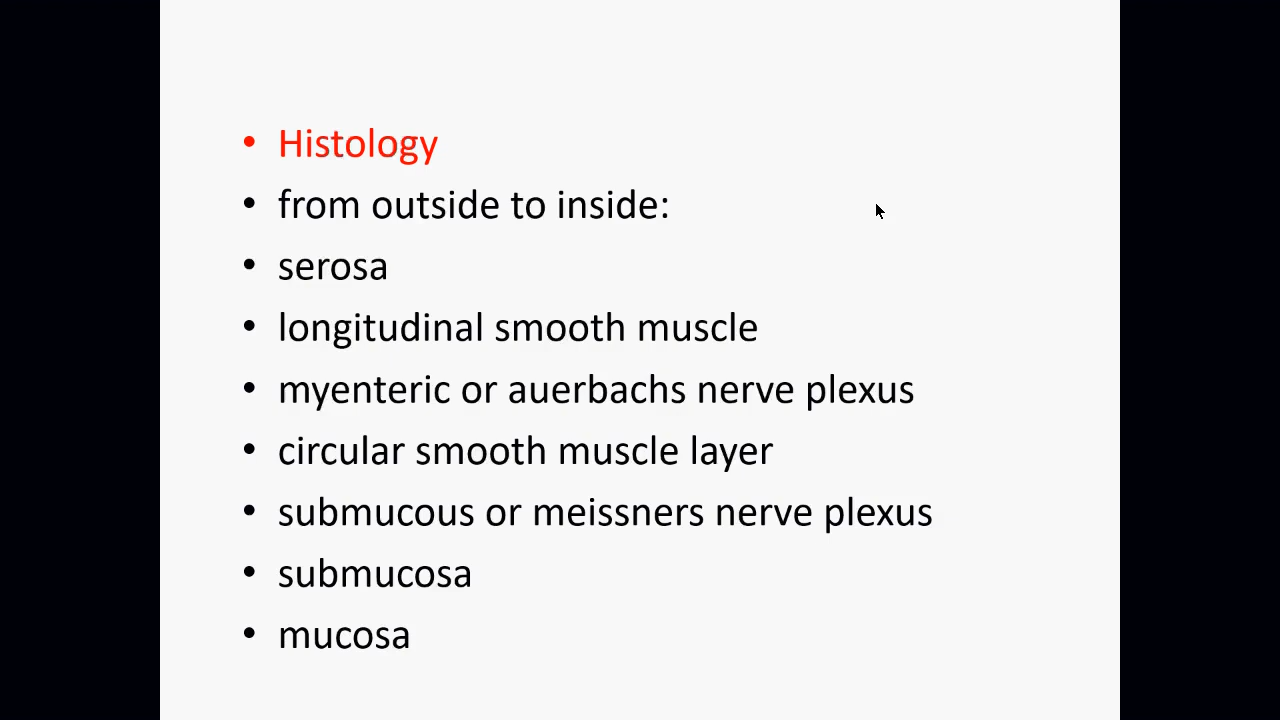 • Histology
• from outside to inside:
• serosa
• longitudinal smooth muscle
• myenteric or auerbachs nerve plexus
• circular smooth muscle layer
• submucous or meissners nerve plexus
• submucosa
• mucosa